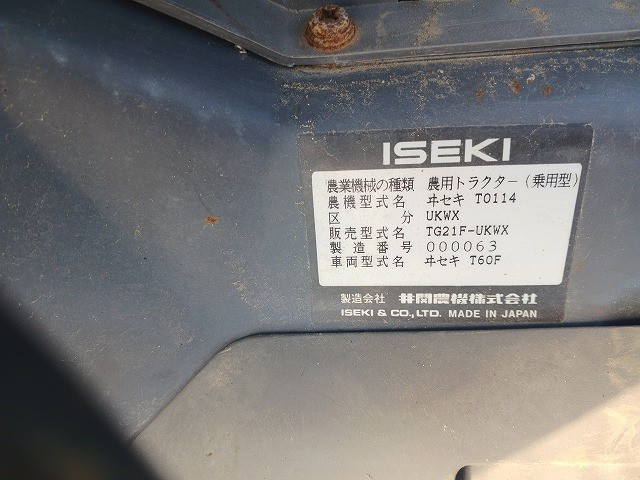 ISEKI
農業機械の種類 農用トラクター(乗用型)
農機型式名 ヰセキ T0114
区分 UKWX
販売型式名 TG21F-UKWX
製造番号 000063
車両型式名 ヰセキ T60F
製造会社 井関農機株式会社
ISEKI & CO., LTD. MADE IN JAPAN